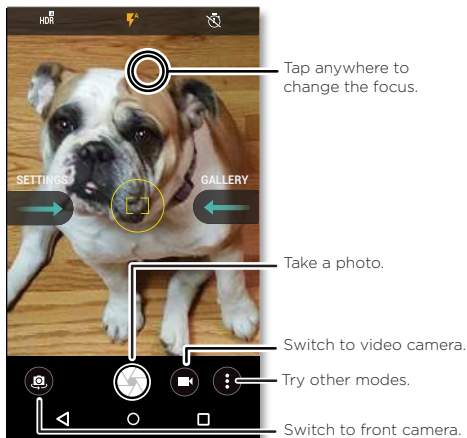 HDR
A
Tap anywhere to
change the focus.
SETTINGS
GALLERY
Take a photo.
Switch to video camera.
Try other modes.
Switch to front camera.